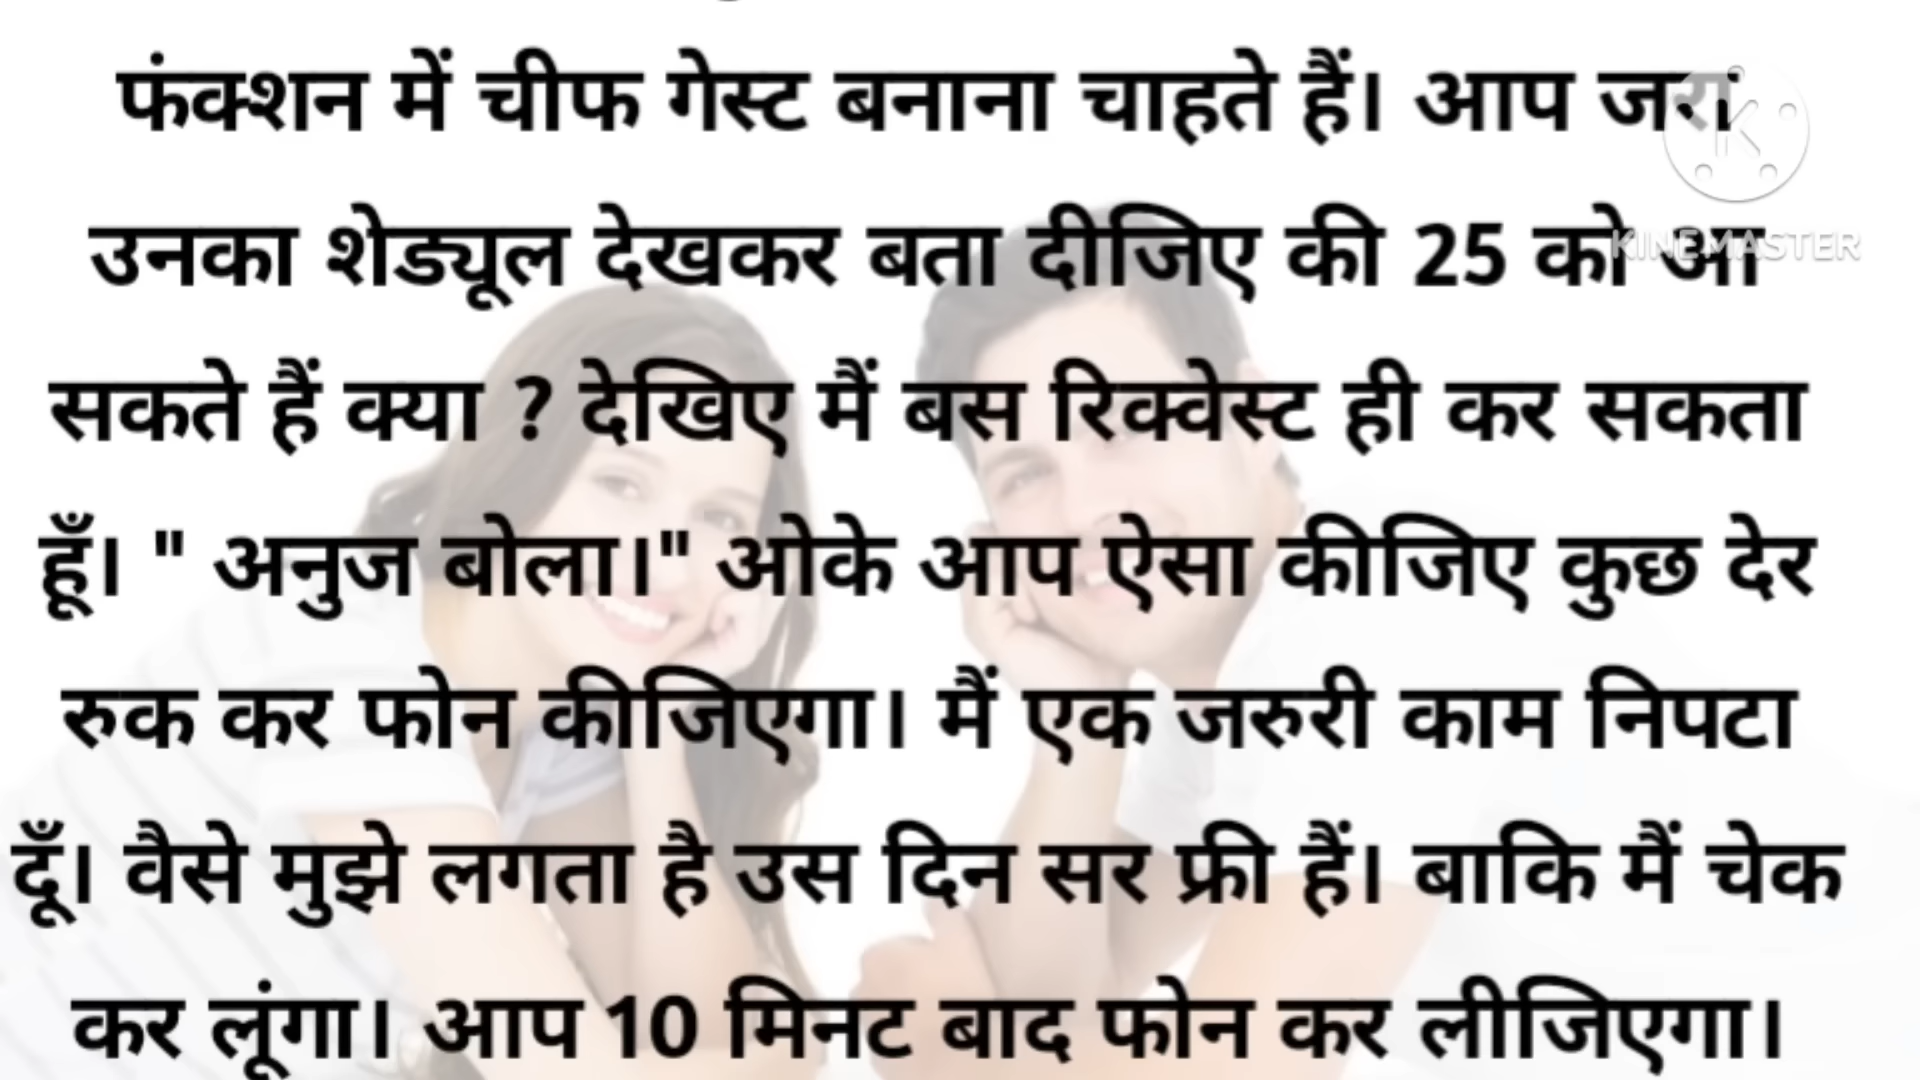 फंक्शन में चीफ गेस्ट बनाना चाहते हैं। आप जरा
उनका शेड्यूल देखकर बता दीजिए की 25 को आ
सकते हैं क्या ? देखिए मैं बस रिक्वेस्ट ही कर सकता
हूँ। " अनुज बोला।" ओके आप ऐसा कीजिए कुछ देर
रुक कर फोन कीजिएगा। मैं एक जरुरी काम निपटा
दूँ। वैसे मुझे लगता है उस दिन सर फ्री हैं। बाकि मैं चेक
कर लूंगा। आप 10 मिनट बाद फोन कर लीजिएगा।
K
KINEMASTER